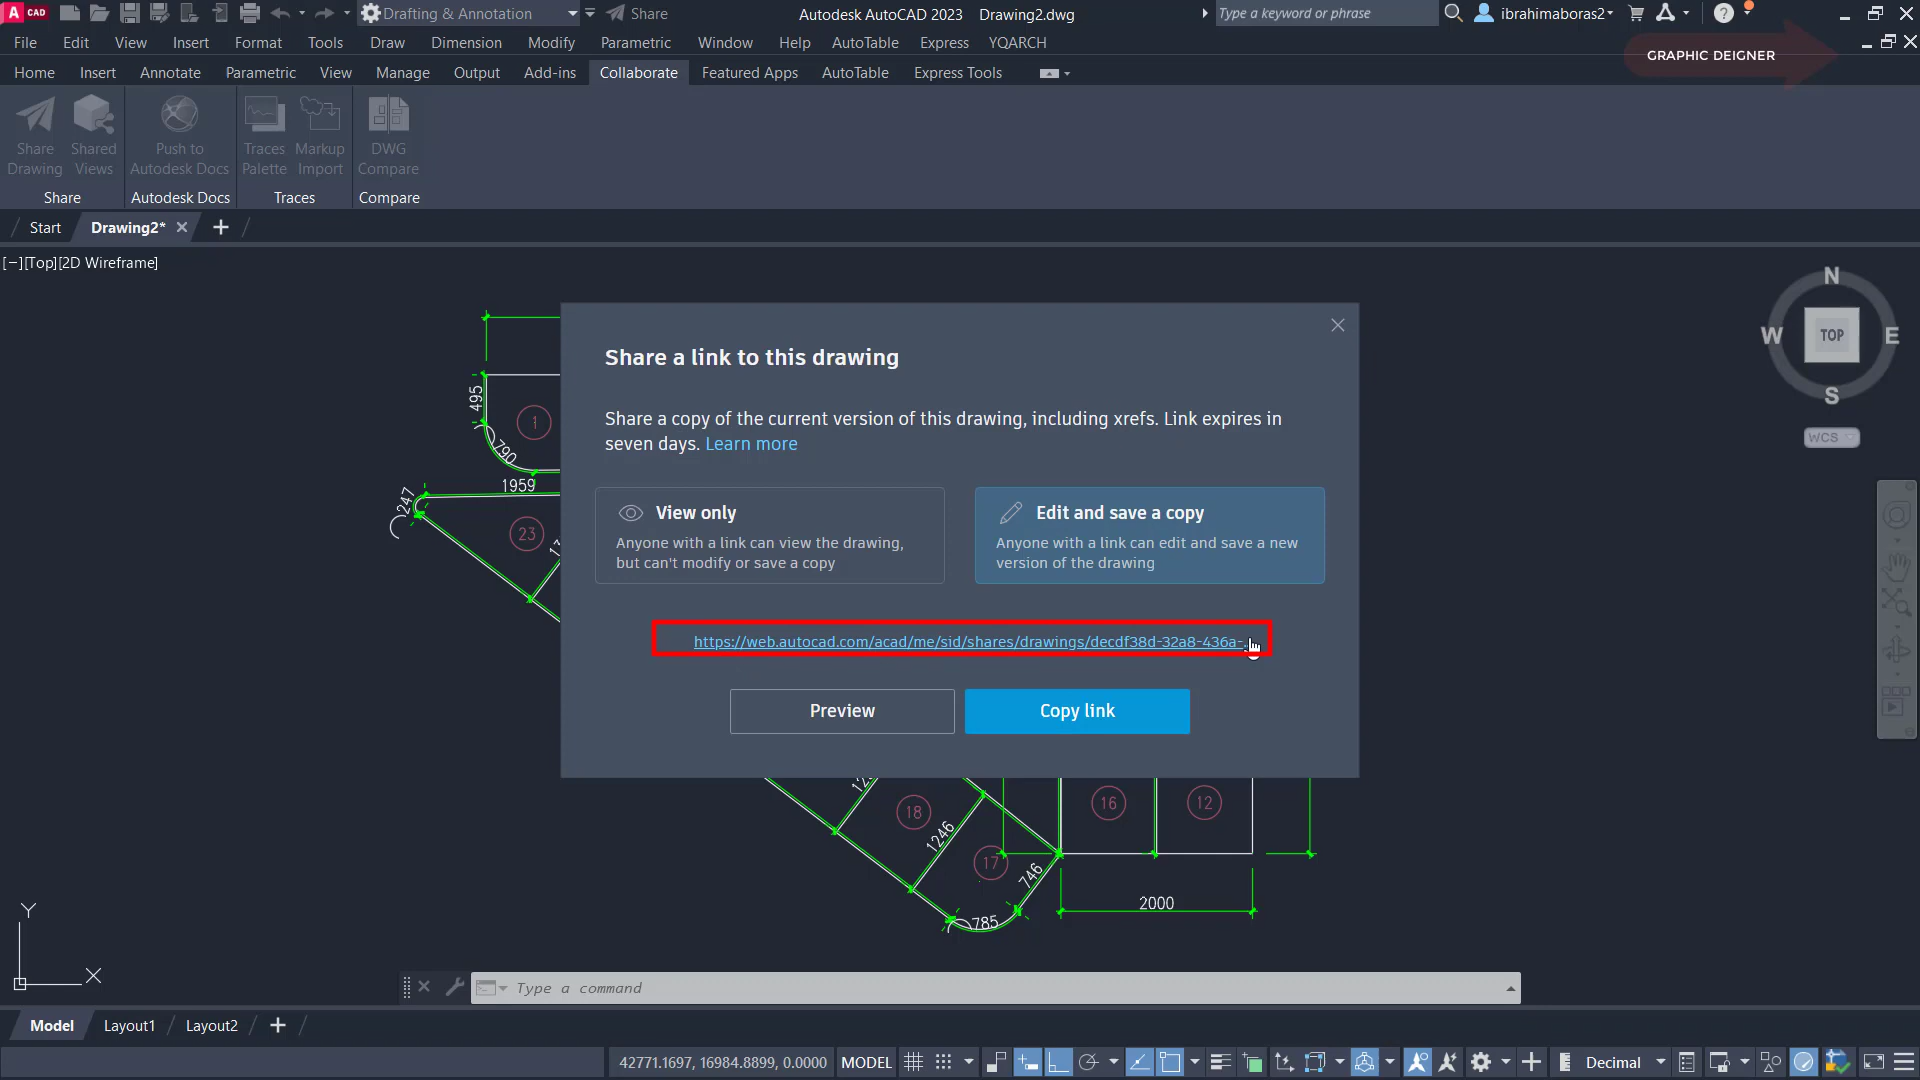 A CAD
Drafting & Annotation
Share
Autodesk AutoCAD 2023 Drawing2.dwg
Type a keyword or phrase
ibrahimaboras2
File Edit View Insert Format Tools Draw Dimension Modify Parametric Window Help AutoTable Express YQARCH
GRAPHIC DEIGNER
Home Insert Annotate Parametric View Manage Output Add-ins Collaborate Featured Apps AutoTable Express Tools
Share Drawing
Shared Views
Push to Autodesk Docs
Traces Palette
Markup Import
DWG Compare
Share Autodesk Docs Traces Compare
Start Drawing2* +
[−][Top][2D Wireframe]
N
W TOP E
S
WCS
495
1
790
1959
247
23
Share a link to this drawing
Share a copy of the current version of this drawing, including xrefs. Link expires in
seven days. Learn more
View only
Anyone with a link can view the drawing,
but can't modify or save a copy
Edit and save a copy
Anyone with a link can edit and save a new
version of the drawing
https://web.autocad.com/acad/me/sid/shares/drawings/decdf38d-32a8-436a-
Preview
Copy link
18
16
12
1246
17
746
785
2000
Y
X
Type a command
Model Layout1 Layout2 +
42771.1697, 16984.8899, 0.0000 MODEL
Decimal